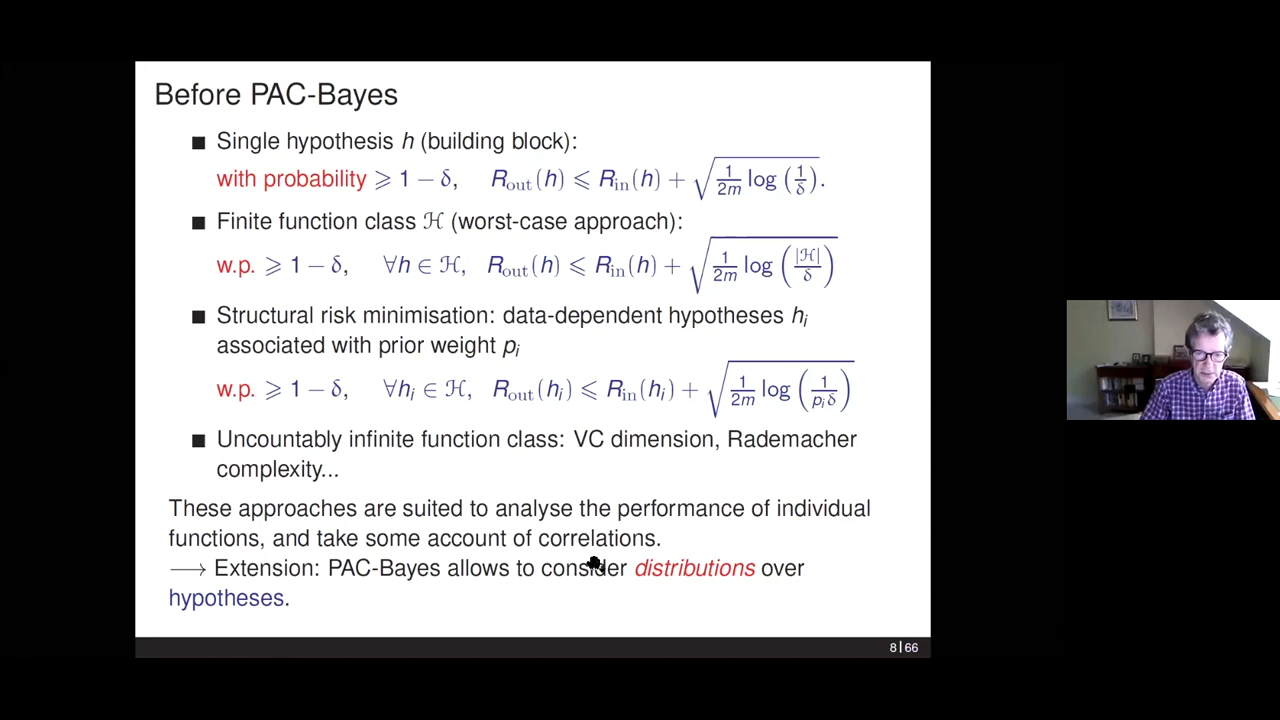 Before PAC-Bayes
■ Single hypothesis h (building block):
with probability ⩾ 1 − δ, R_out(h) ⩽ R_in(h) + √(1/2m log (1/δ)).
■ Finite function class ℋ (worst-case approach):
w.p. ⩾ 1 − δ, ∀h ∈ ℋ, R_out(h) ⩽ R_in(h) + √(1/2m log (|ℋ|/δ))
■ Structural risk minimisation: data-dependent hypotheses h_i
associated with prior weight p_i
w.p. ⩾ 1 − δ, ∀h_i ∈ ℋ, R_out(h_i) ⩽ R_in(h_i) + √(1/2m log (1/p_iδ))
■ Uncountably infinite function class: VC dimension, Rademacher
complexity...
These approaches are suited to analyse the performance of individual
functions, and take some account of correlations.
⟶ Extension: PAC-Bayes allows to consider distributions over
hypotheses.
8|66